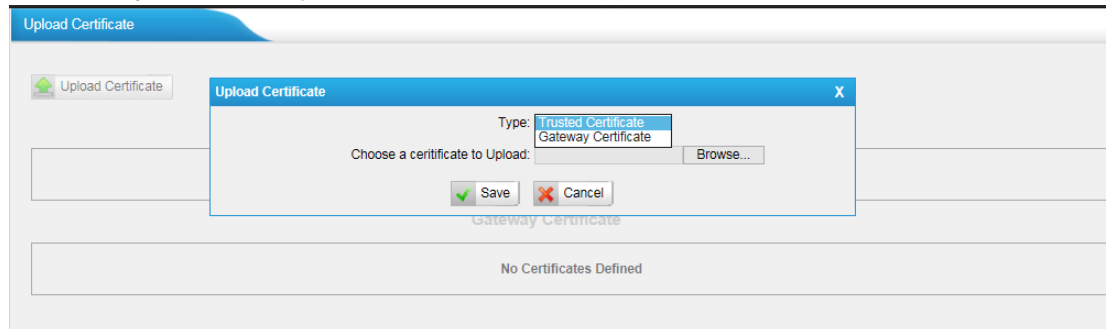 Upload Certificate
Upload Certificate
Upload Certificate X
Type: Trusted Certificate
Gateway Certificate
Choose a ceritificate to Upload: Browse...
Save Cancel
Gateway Certificate
No Certificates Defined